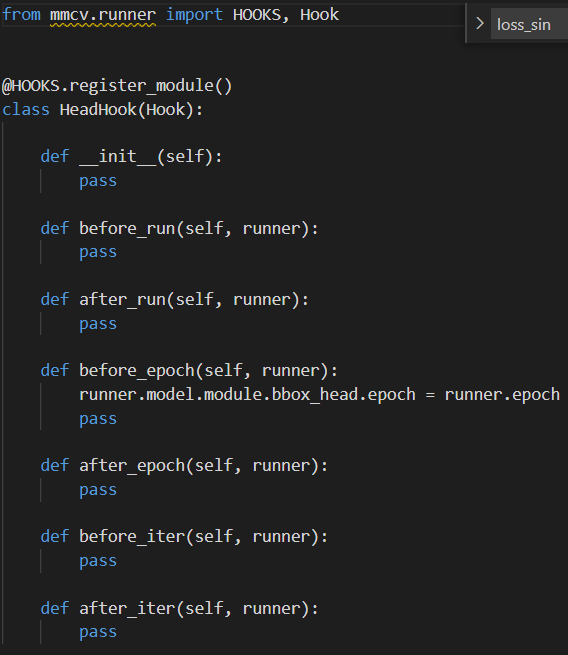 from mmcv.runner import HOOKS, Hook
loss_sin
@HOOKS.register_module()
class HeadHook(Hook):
    def __init__(self):
        pass
    def before_run(self, runner):
        pass
    def after_run(self, runner):
        pass
    def before_epoch(self, runner):
        runner.model.module.bbox_head.epoch = runner.epoch
        pass
    def after_epoch(self, runner):
        pass
    def before_iter(self, runner):
        pass
    def after_iter(self, runner):
        pass